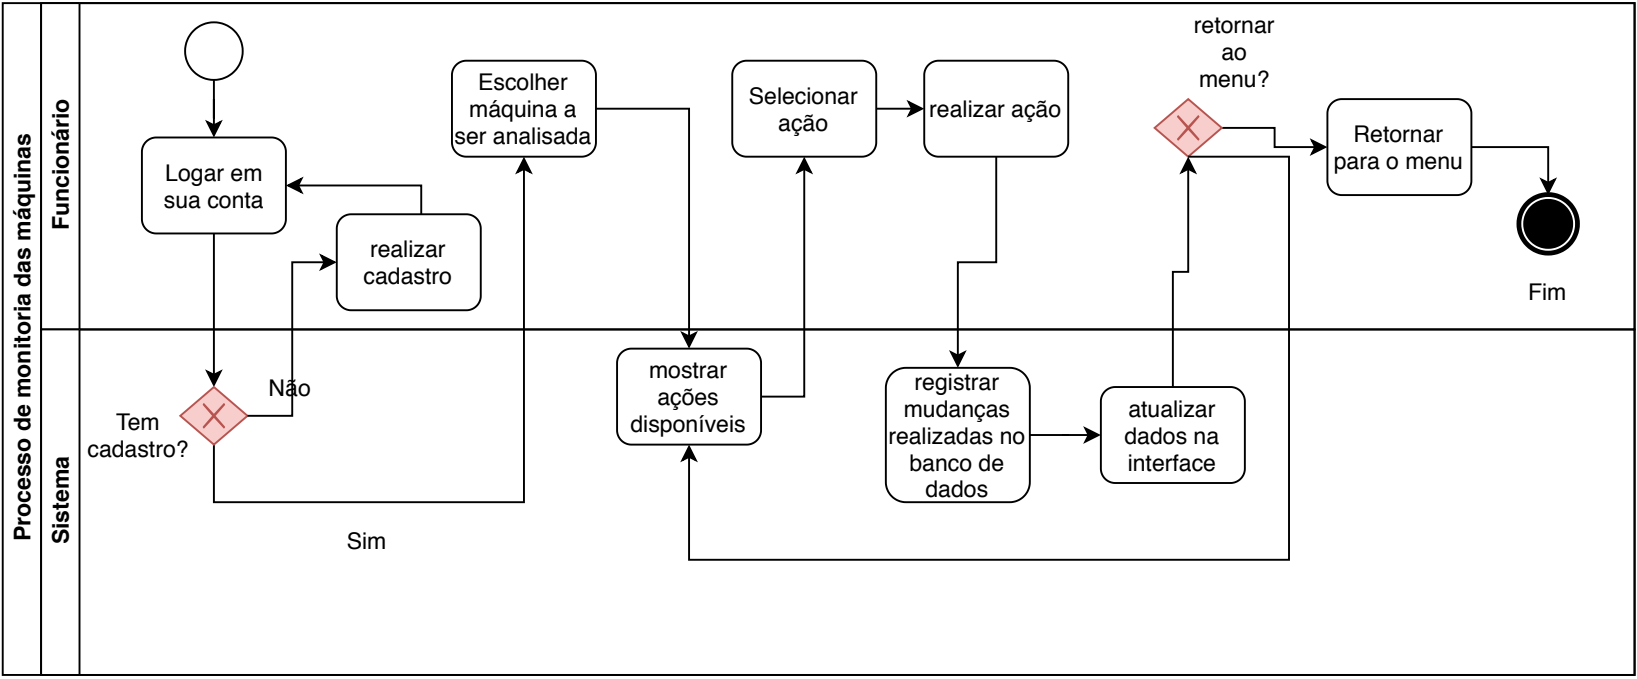 Processo de monitoria das máquinas
Funcionário
Logar em
sua conta
realizar
cadastro
Escolher
máquina a
ser analisada
Selecionar
ação
realizar ação
retornar
ao
menu?
Retornar
para o menu
Fim
Sistema
Tem
cadastro?
Não
Sim
mostrar
ações
disponíveis
registrar
mudanças
realizadas no
banco de
dados
atualizar
dados na
interface